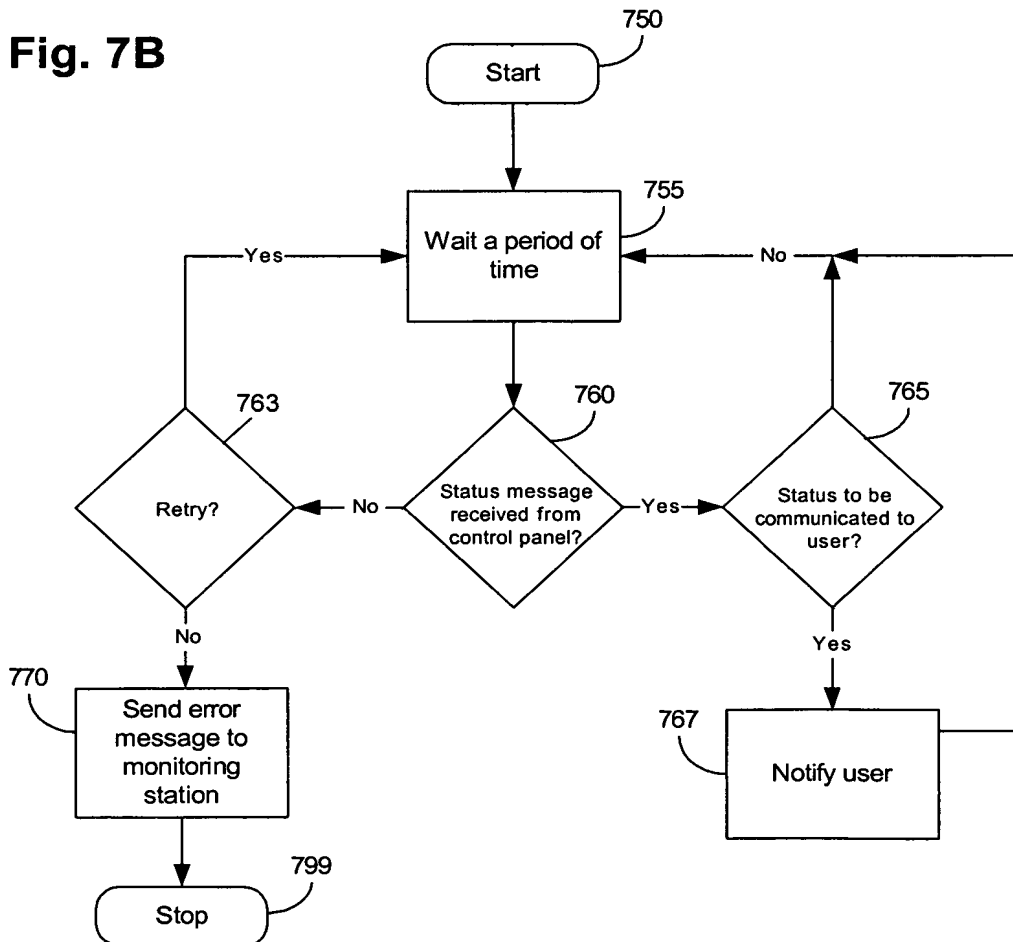 Fig. 7B
750
Start
755
Wait a period of
time
Yes
No
763
Retry?
760
Status message
received from
control panel?
No
Yes
765
Status to be
communicated to
user?
No
Yes
770
Send error
message to
monitoring
station
767
Notify user
799
Stop